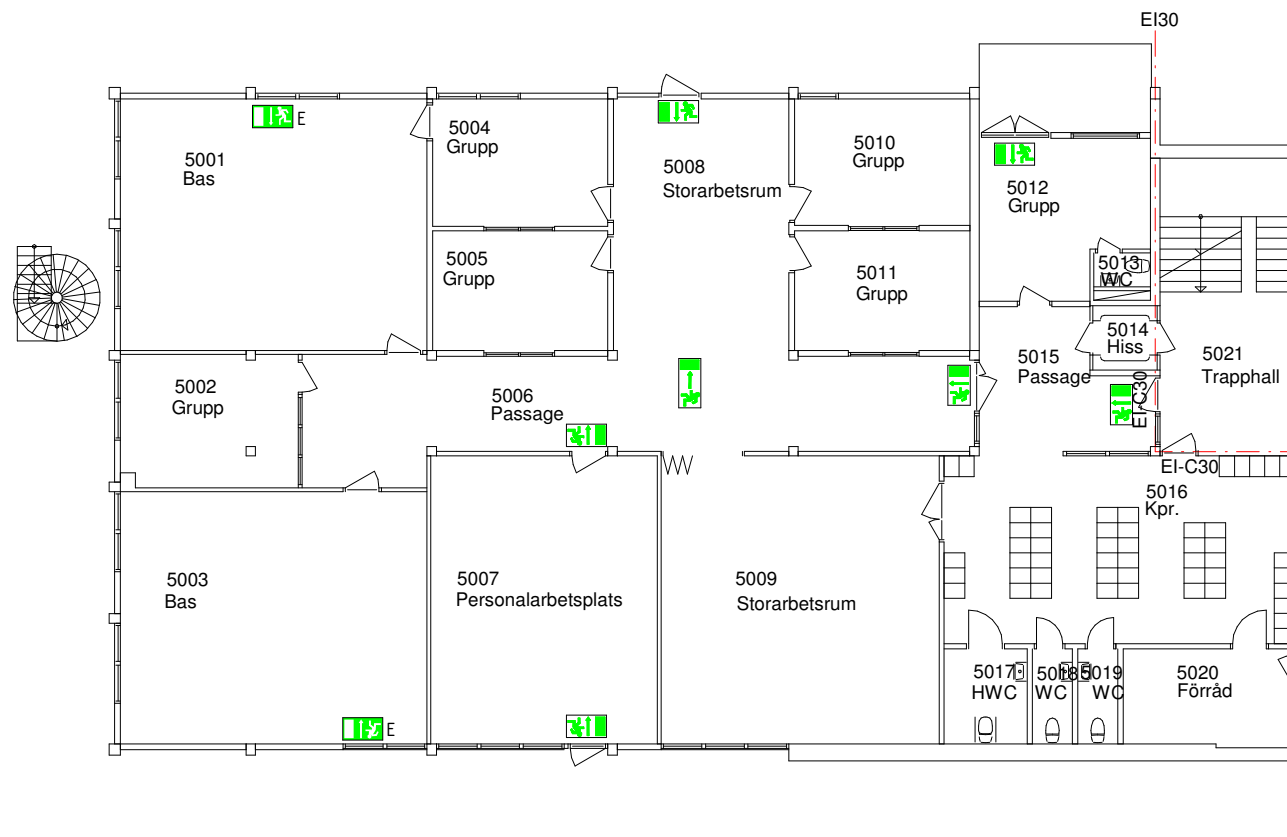 EI30
E
5001
Bas
5004
Grupp
5008
Storarbetsrum
5010
Grupp
5012
Grupp
5005
Grupp
5011
Grupp
5013
WC
5014
Hiss
5015
Passage
5021
Trapphall
EI-C30
5002
Grupp
5006
Passage
EI-C30
5016
Kpr.
5003
Bas
5007
Personalarbetsplats
5009
Storarbetsrum
5017
HWC
5018
WC
5019
WC
5020
Förråd
E